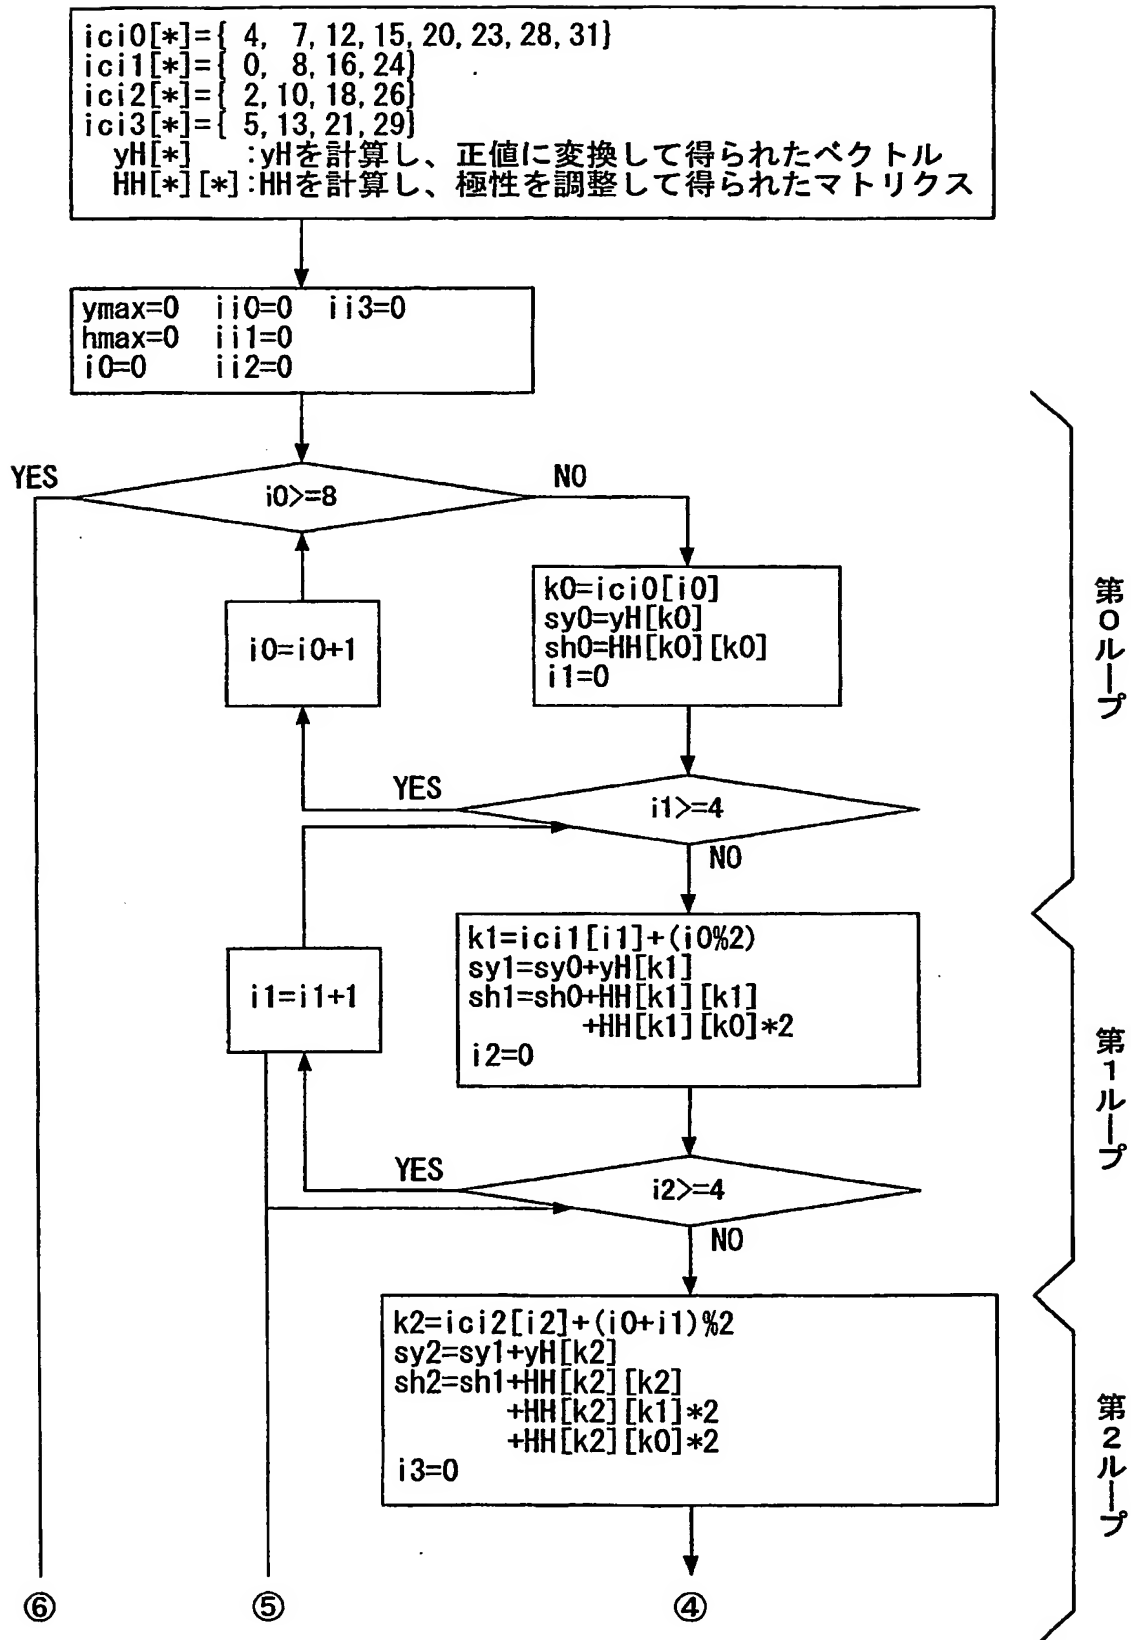 ici0[*]={ 4, 7,12,15,20,23,28,31}
ici1[*]={ 0, 8,16,24}
ici2[*]={ 2,10,18,26}
ici3[*]={ 5,13,21,29}
yH[*] :yHを計算し、正値に変換して得られたベクトル
HH[*][*]:HHを計算し、極性を調整して得られたマトリクス
ymax=0 ii0=0 ii3=0
hmax=0 ii1=0
i0=0 ii2=0
YES
i0>=8
NO
k0=ici0[i0]
sy0=yH[k0]
sh0=HH[k0][k0]
i1=0
i0=i0+1
第0ループ
YES
i1>=4
NO
k1=ici1[i1]+(i0%2)
sy1=sy0+yH[k1]
sh1=sh0+HH[k1][k1]
+HH[k1][k0]*2
i2=0
i1=i1+1
第1ループ
YES
i2>=4
NO
k2=ici2[i2]+(i0+i1)%2
sy2=sy1+yH[k2]
sh2=sh1+HH[k2][k2]
+HH[k2][k1]*2
+HH[k2][k0]*2
i3=0
第2ループ
⑥
⑤
④